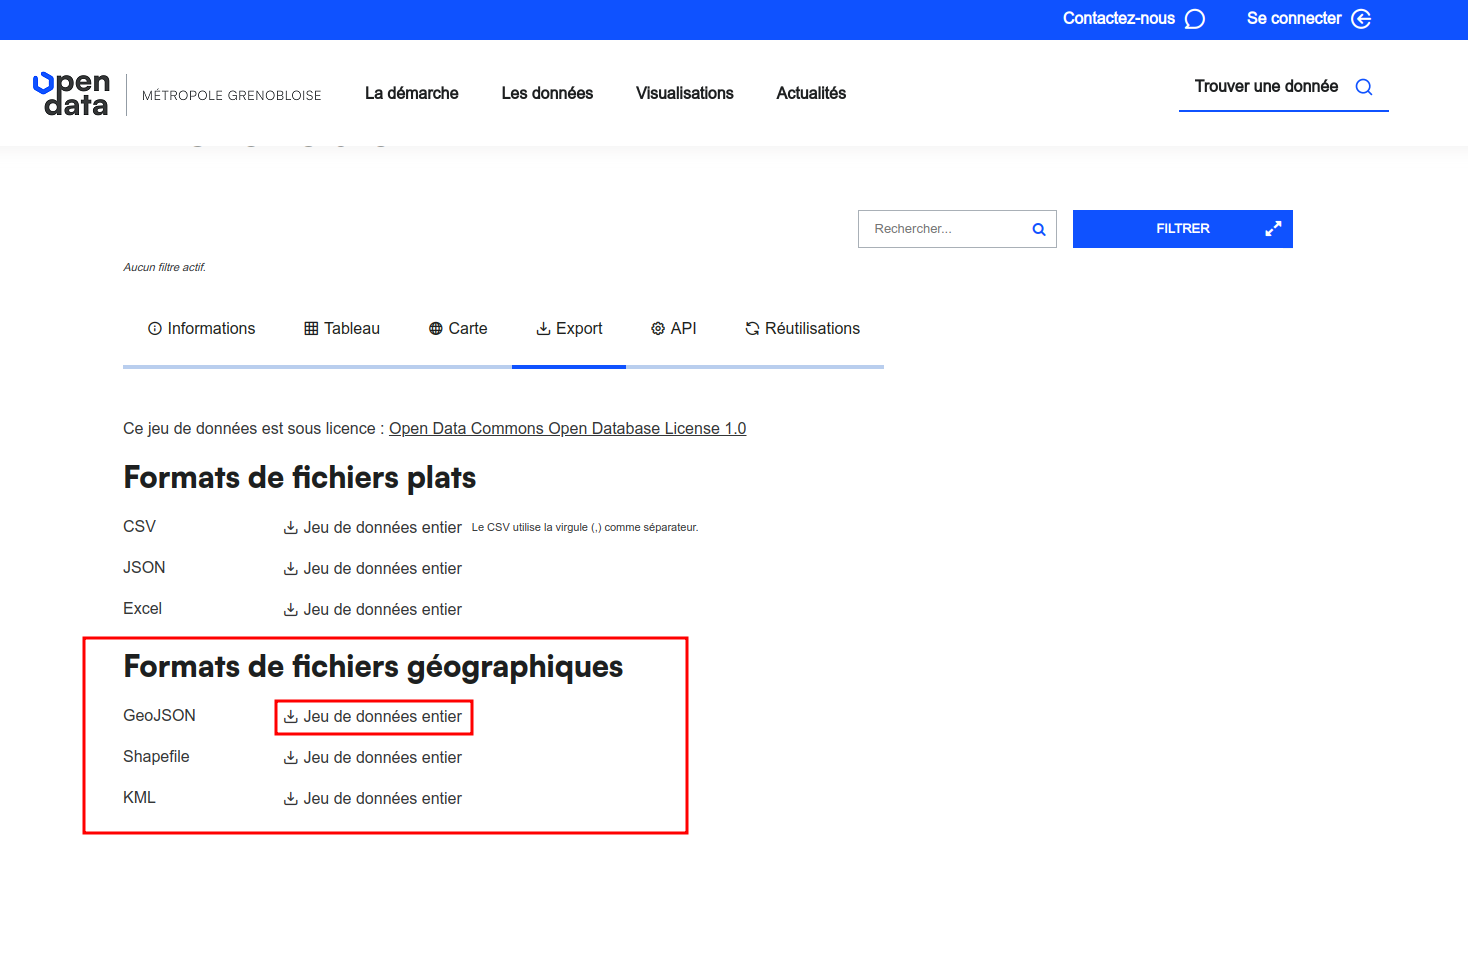 Contactez-nous Se connecter
Open data
MÉTROPOLE GRENOBLOISE
La démarche Les données Visualisations Actualités
Trouver une donnée
Rechercher...
FILTRER
Aucun filtre actif.
Informations Tableau Carte Export API Réutilisations
Ce jeu de données est sous licence : Open Data Commons Open Database License 1.0
Formats de fichiers plats
CSV Jeu de données entier Le CSV utilise la virgule (,) comme séparateur.
JSON Jeu de données entier
Excel Jeu de données entier
Formats de fichiers géographiques
GeoJSON Jeu de données entier
Shapefile Jeu de données entier
KML Jeu de données entier